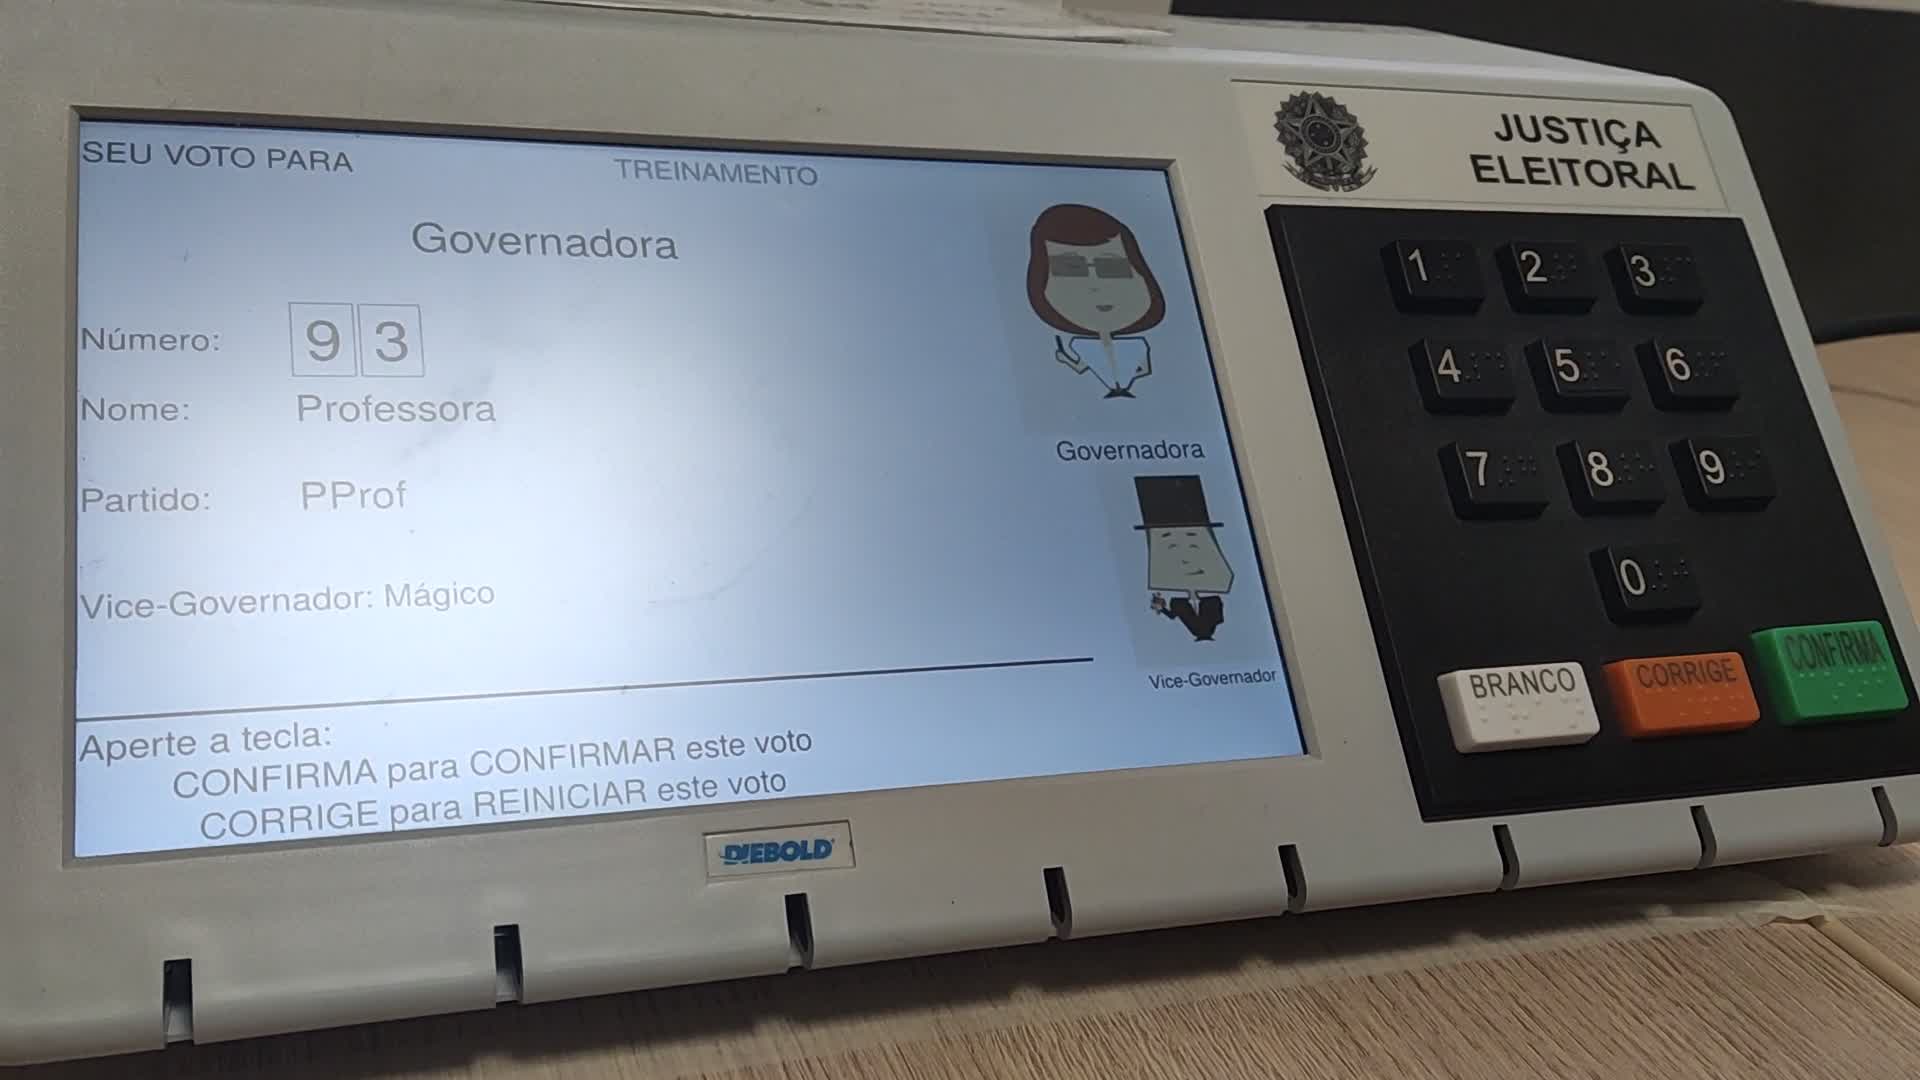 SEU VOTO PARA
TREINAMENTO
Governadora
Número: 93
Nome: Professora
Partido: PProf
Vice-Governador: Mágico
Governadora
Vice-Governador
Aperte a tecla:
CONFIRMA para CONFIRMAR este voto
CORRIGE para REINICIAR este voto
DIEBOLD
JUSTIÇA
ELEITORAL
1 2 3
4 5 6
7 8 9
0
BRANCO CORRIGE CONFIRMA